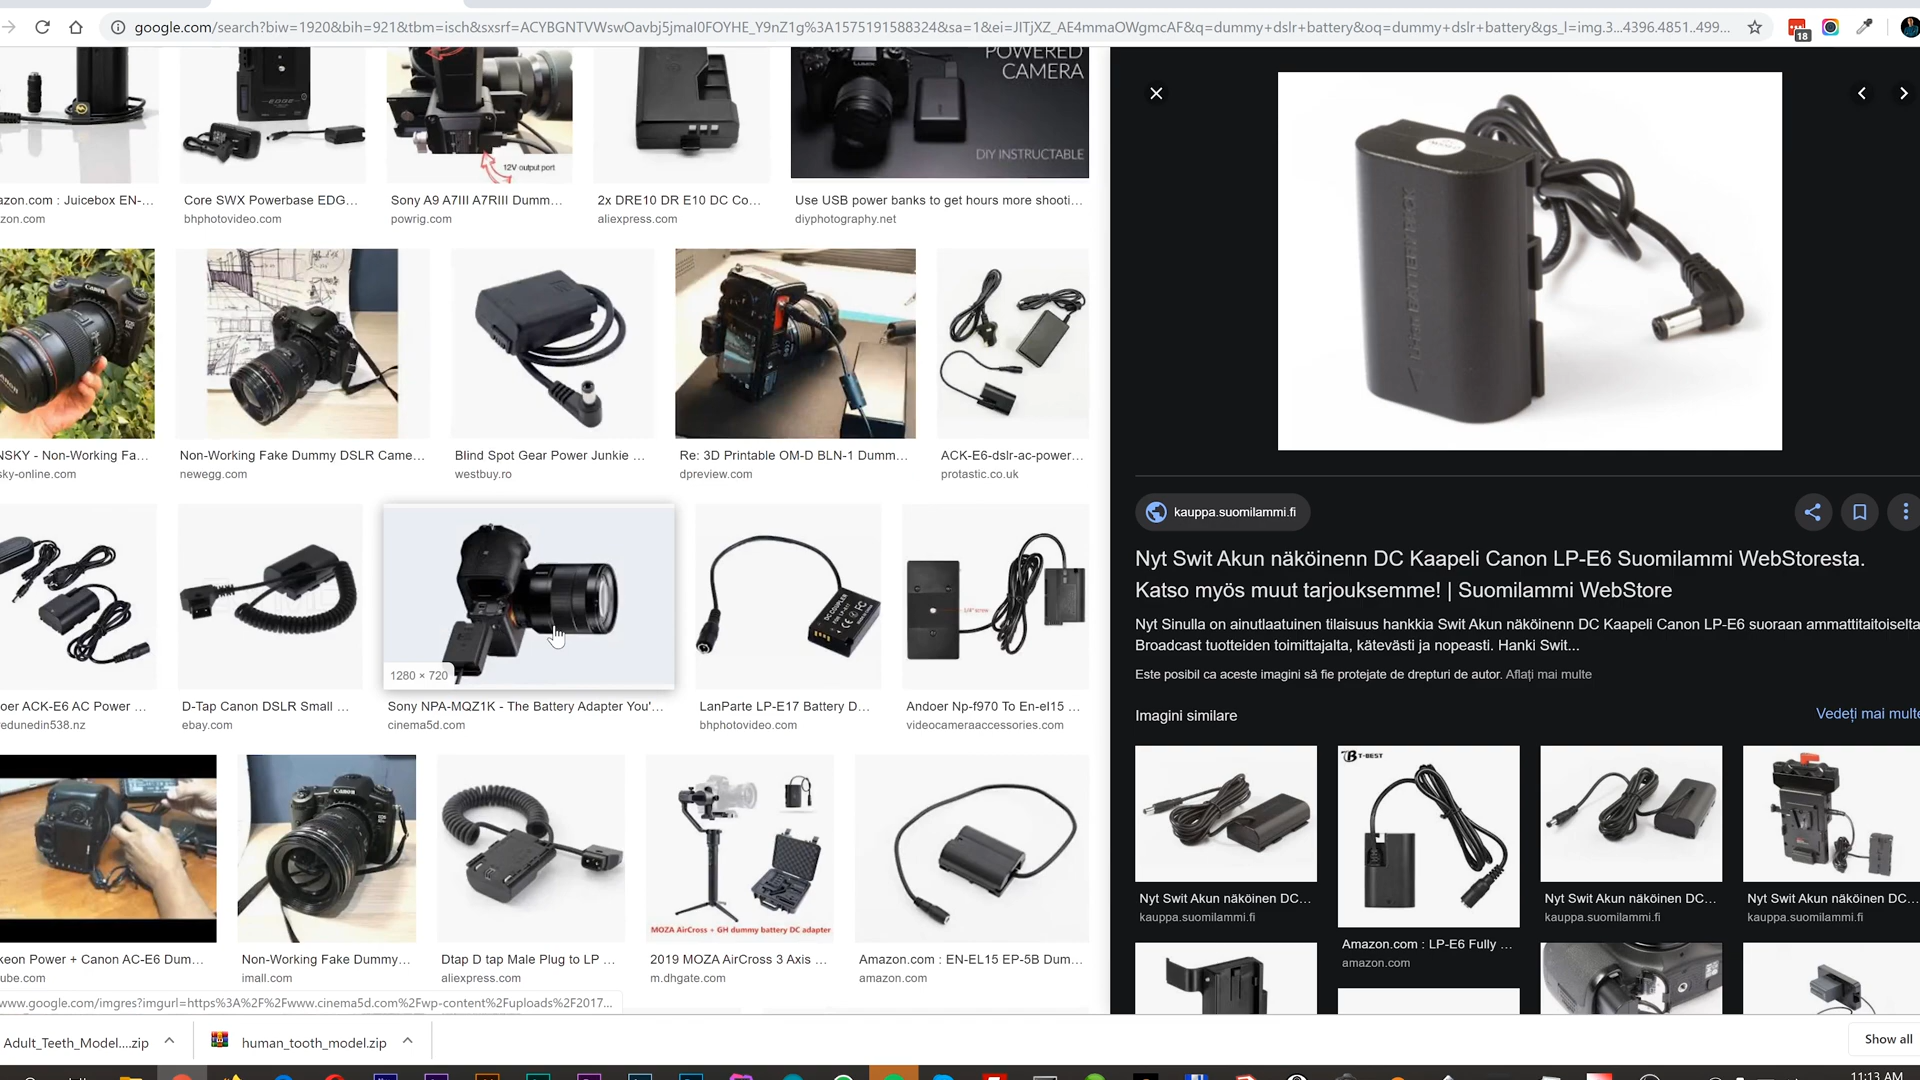 google.com/search?biw=1920&bih=921&tbm=isch&sxsrf=ACYBGNTVWswOavbj5jmaI0FOYHE_Y9nZ1g%3A1575191588324&sa=1&ei=JITjXZ_AE4mmaOWgmcAF&q=dummy+dslr+battery&oq=dummy+dslr+battery&gs_l=img.3...4396.4851..499...
18
12V output port
POWERED
CAMERA
DIY INSTRUCTABLE
azon.com : Juicebox EN-...
zon.com
Core SWX Powerbase EDG...
bhphotovideo.com
Sony A9 A7III A7RIII Dumm...
powrig.com
2x DRE10 DR E10 DC Co...
aliexpress.com
Use USB power banks to get hours more shooti...
diyphotography.net
NSKY - Non-Working Fa...
sky-online.com
Non-Working Fake Dummy DSLR Came...
newegg.com
Blind Spot Gear Power Junkie ...
westbuy.ro
Re: 3D Printable OM-D BLN-1 Dumm...
dpreview.com
ACK-E6-dslr-ac-power...
protastic.co.uk
1280 × 720
oer ACK-E6 AC Power ...
redunedin538.nz
D-Tap Canon DSLR Small ...
ebay.com
Sony NPA-MQZ1K - The Battery Adapter You'...
cinema5d.com
LanParte LP-E17 Battery D...
bhphotovideo.com
Andoer Np-f970 To En-el15 ...
videocameraaccessories.com
MOZA AirCross + GH dummy battery DC adapter
keon Power + Canon AC-E6 Dum...
ube.com
Non-Working Fake Dummy...
imall.com
Dtap D tap Male Plug to LP ...
aliexpress.com
2019 MOZA AirCross 3 Axis ...
m.dhgate.com
Amazon.com : EN-EL15 EP-5B Dum...
amazon.com
kauppa.suomilammi.fi
Nyt Swit Akun näköinenn DC Kaapeli Canon LP-E6 Suomilammi WebStoresta.
Katso myös muut tarjouksemme! | Suomilammi WebStore
Nyt Sinulla on ainutlaatuinen tilaisuus hankkia Swit Akun näköinenn DC Kaapeli Canon LP-E6 suoraan ammattitaitoiselta
Broadcast tuotteiden toimittajalta, kätevästi ja nopeasti. Hanki Swit...
Este posibil ca aceste imagini să fie protejate de drepturi de autor. Aflați mai multe
Imagini similare
Vedeți mai multe
T-BEST
Nyt Swit Akun näköinen DC...
kauppa.suomilammi.fi
Amazon.com : LP-E6 Fully ...
amazon.com
Nyt Swit Akun näköinen DC...
kauppa.suomilammi.fi
Nyt Swit Akun näköinen DC...
kauppa.suomilammi.fi
www.google.com/imgres?imgurl=https%3A%2F%2Fwww.cinema5d.com%2Fwp-content%2Fuploads%2F2017...
Adult_Teeth_Model....zip
human_tooth_model.zip
Show all
11:13 AM